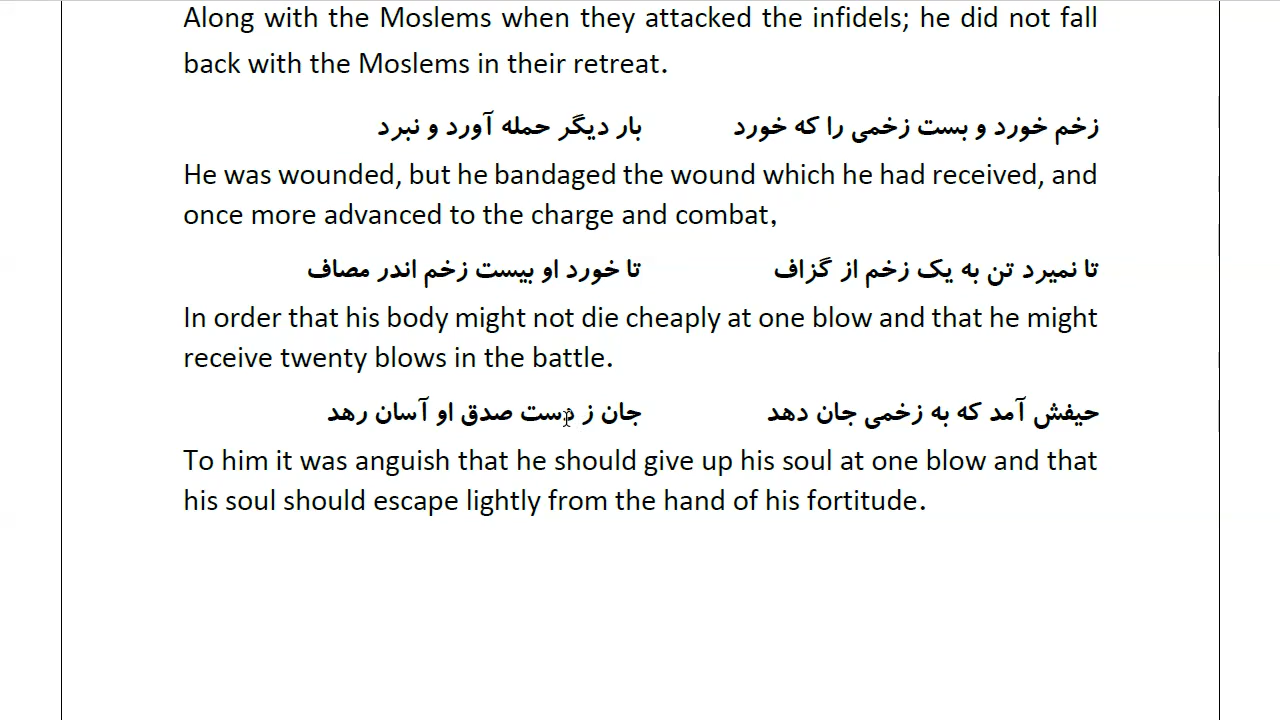 Along with the Moslems when they attacked the infidels; he did not fall
back with the Moslems in their retreat.
زخم خورد و بست زخمی را که خورد بار دیگر حمله آورد و نبرد
He was wounded, but he bandaged the wound which he had received, and
once more advanced to the charge and combat,
تا نمیرد تن به یک زخم از گزاف تا خورد او بیست زخم اندر مصاف
In order that his body might not die cheaply at one blow and that he might
receive twenty blows in the battle.
حیفش آمد که به زخمی جان دهد جان ز دست صدق او آسان رهد
To him it was anguish that he should give up his soul at one blow and that
his soul should escape lightly from the hand of his fortitude.